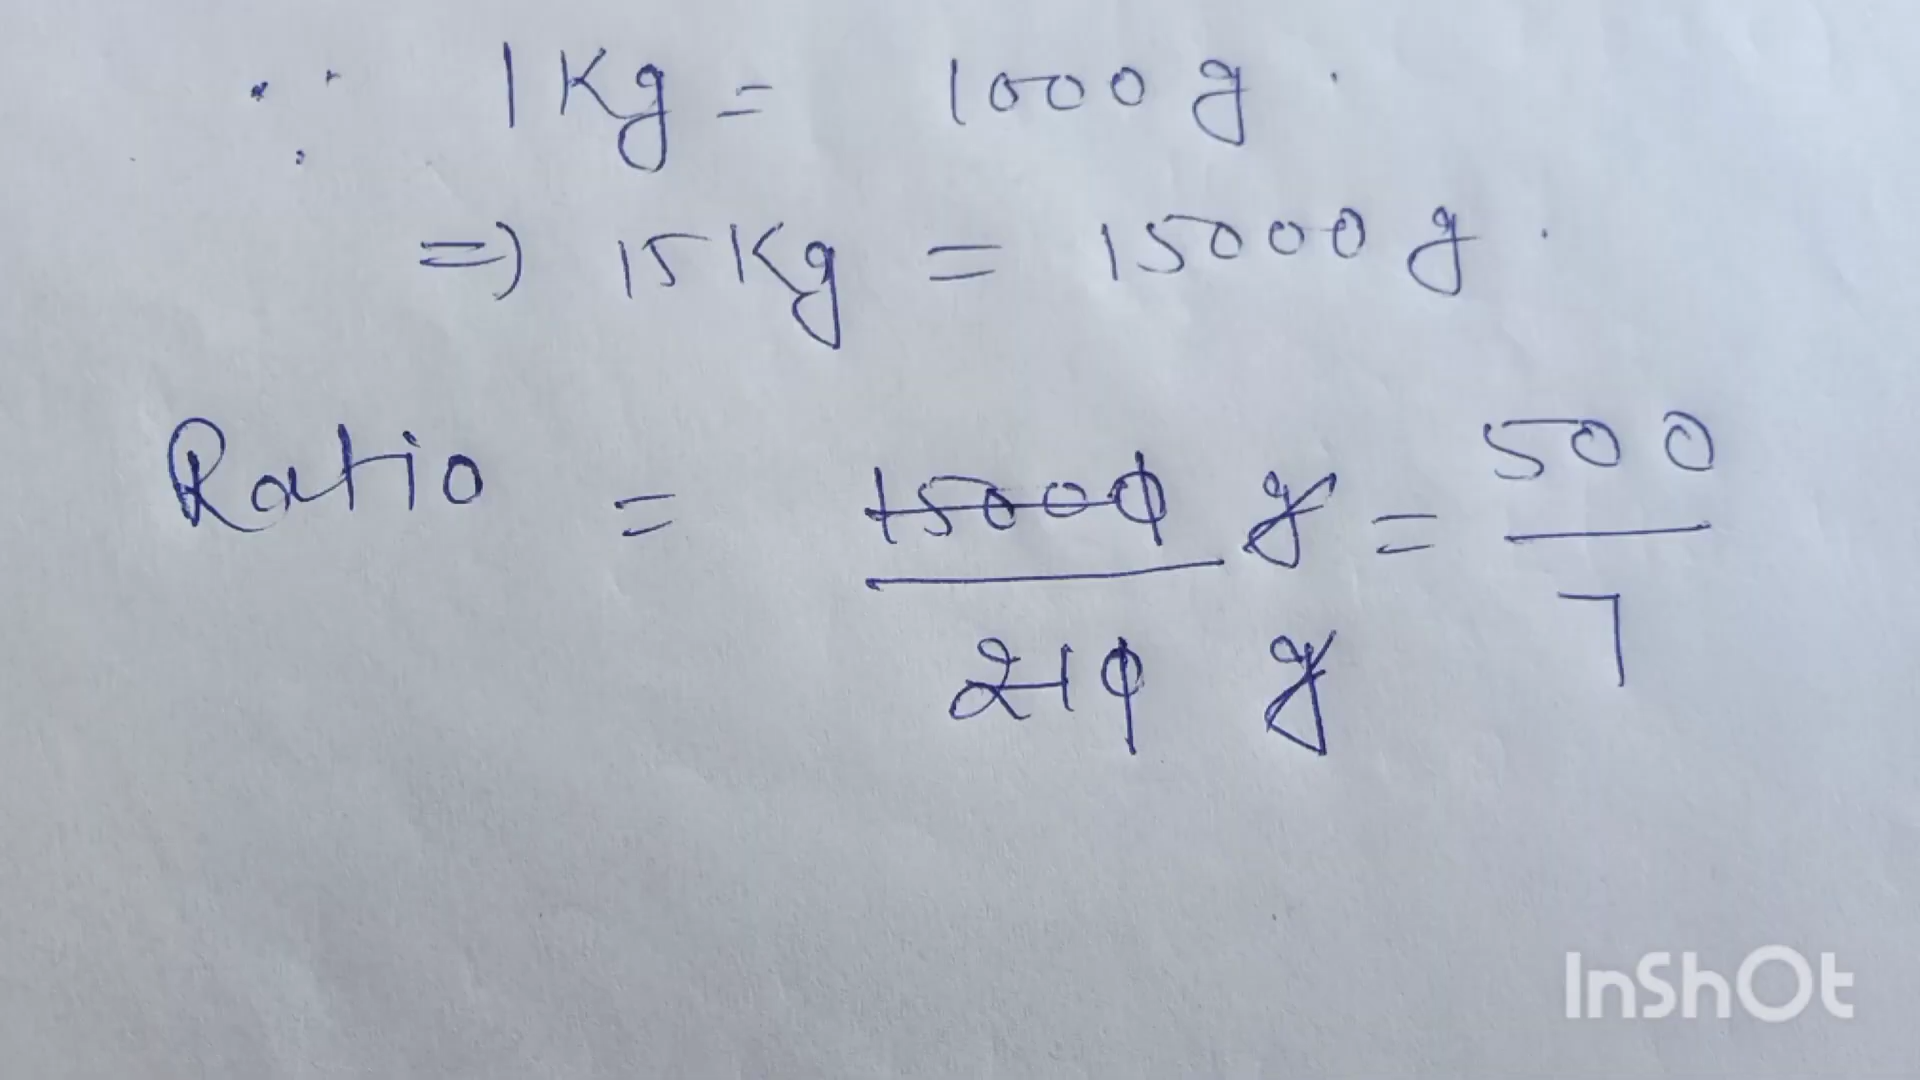 ∵ 1 Kg = 1000 g.
=> 15 Kg = 15000 g.
Ratio = 15000 g / 210 g = 500 / 7
InShOt